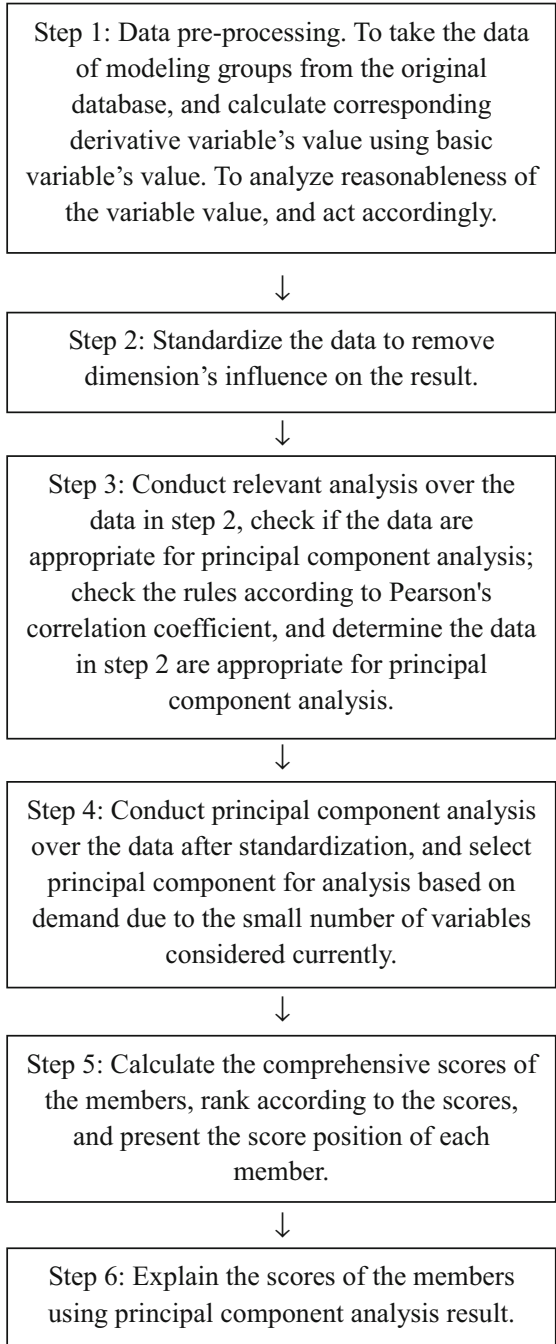 Step 1: Data pre-processing. To take the data
of modeling groups from the original
database, and calculate corresponding
derivative variable’s value using basic
variable’s value. To analyze reasonableness of
the variable value, and act accordingly.
↓
Step 2: Standardize the data to remove
dimension’s influence on the result.
↓
Step 3: Conduct relevant analysis over the
data in step 2, check if the data are
appropriate for principal component analysis;
check the rules according to Pearson's
correlation coefficient, and determine the data
in step 2 are appropriate for principal
component analysis.
↓
Step 4: Conduct principal component analysis
over the data after standardization, and select
principal component for analysis based on
demand due to the small number of variables
considered currently.
↓
Step 5: Calculate the comprehensive scores of
the members, rank according to the scores,
and present the score position of each
member.
↓
Step 6: Explain the scores of the members
using principal component analysis result.